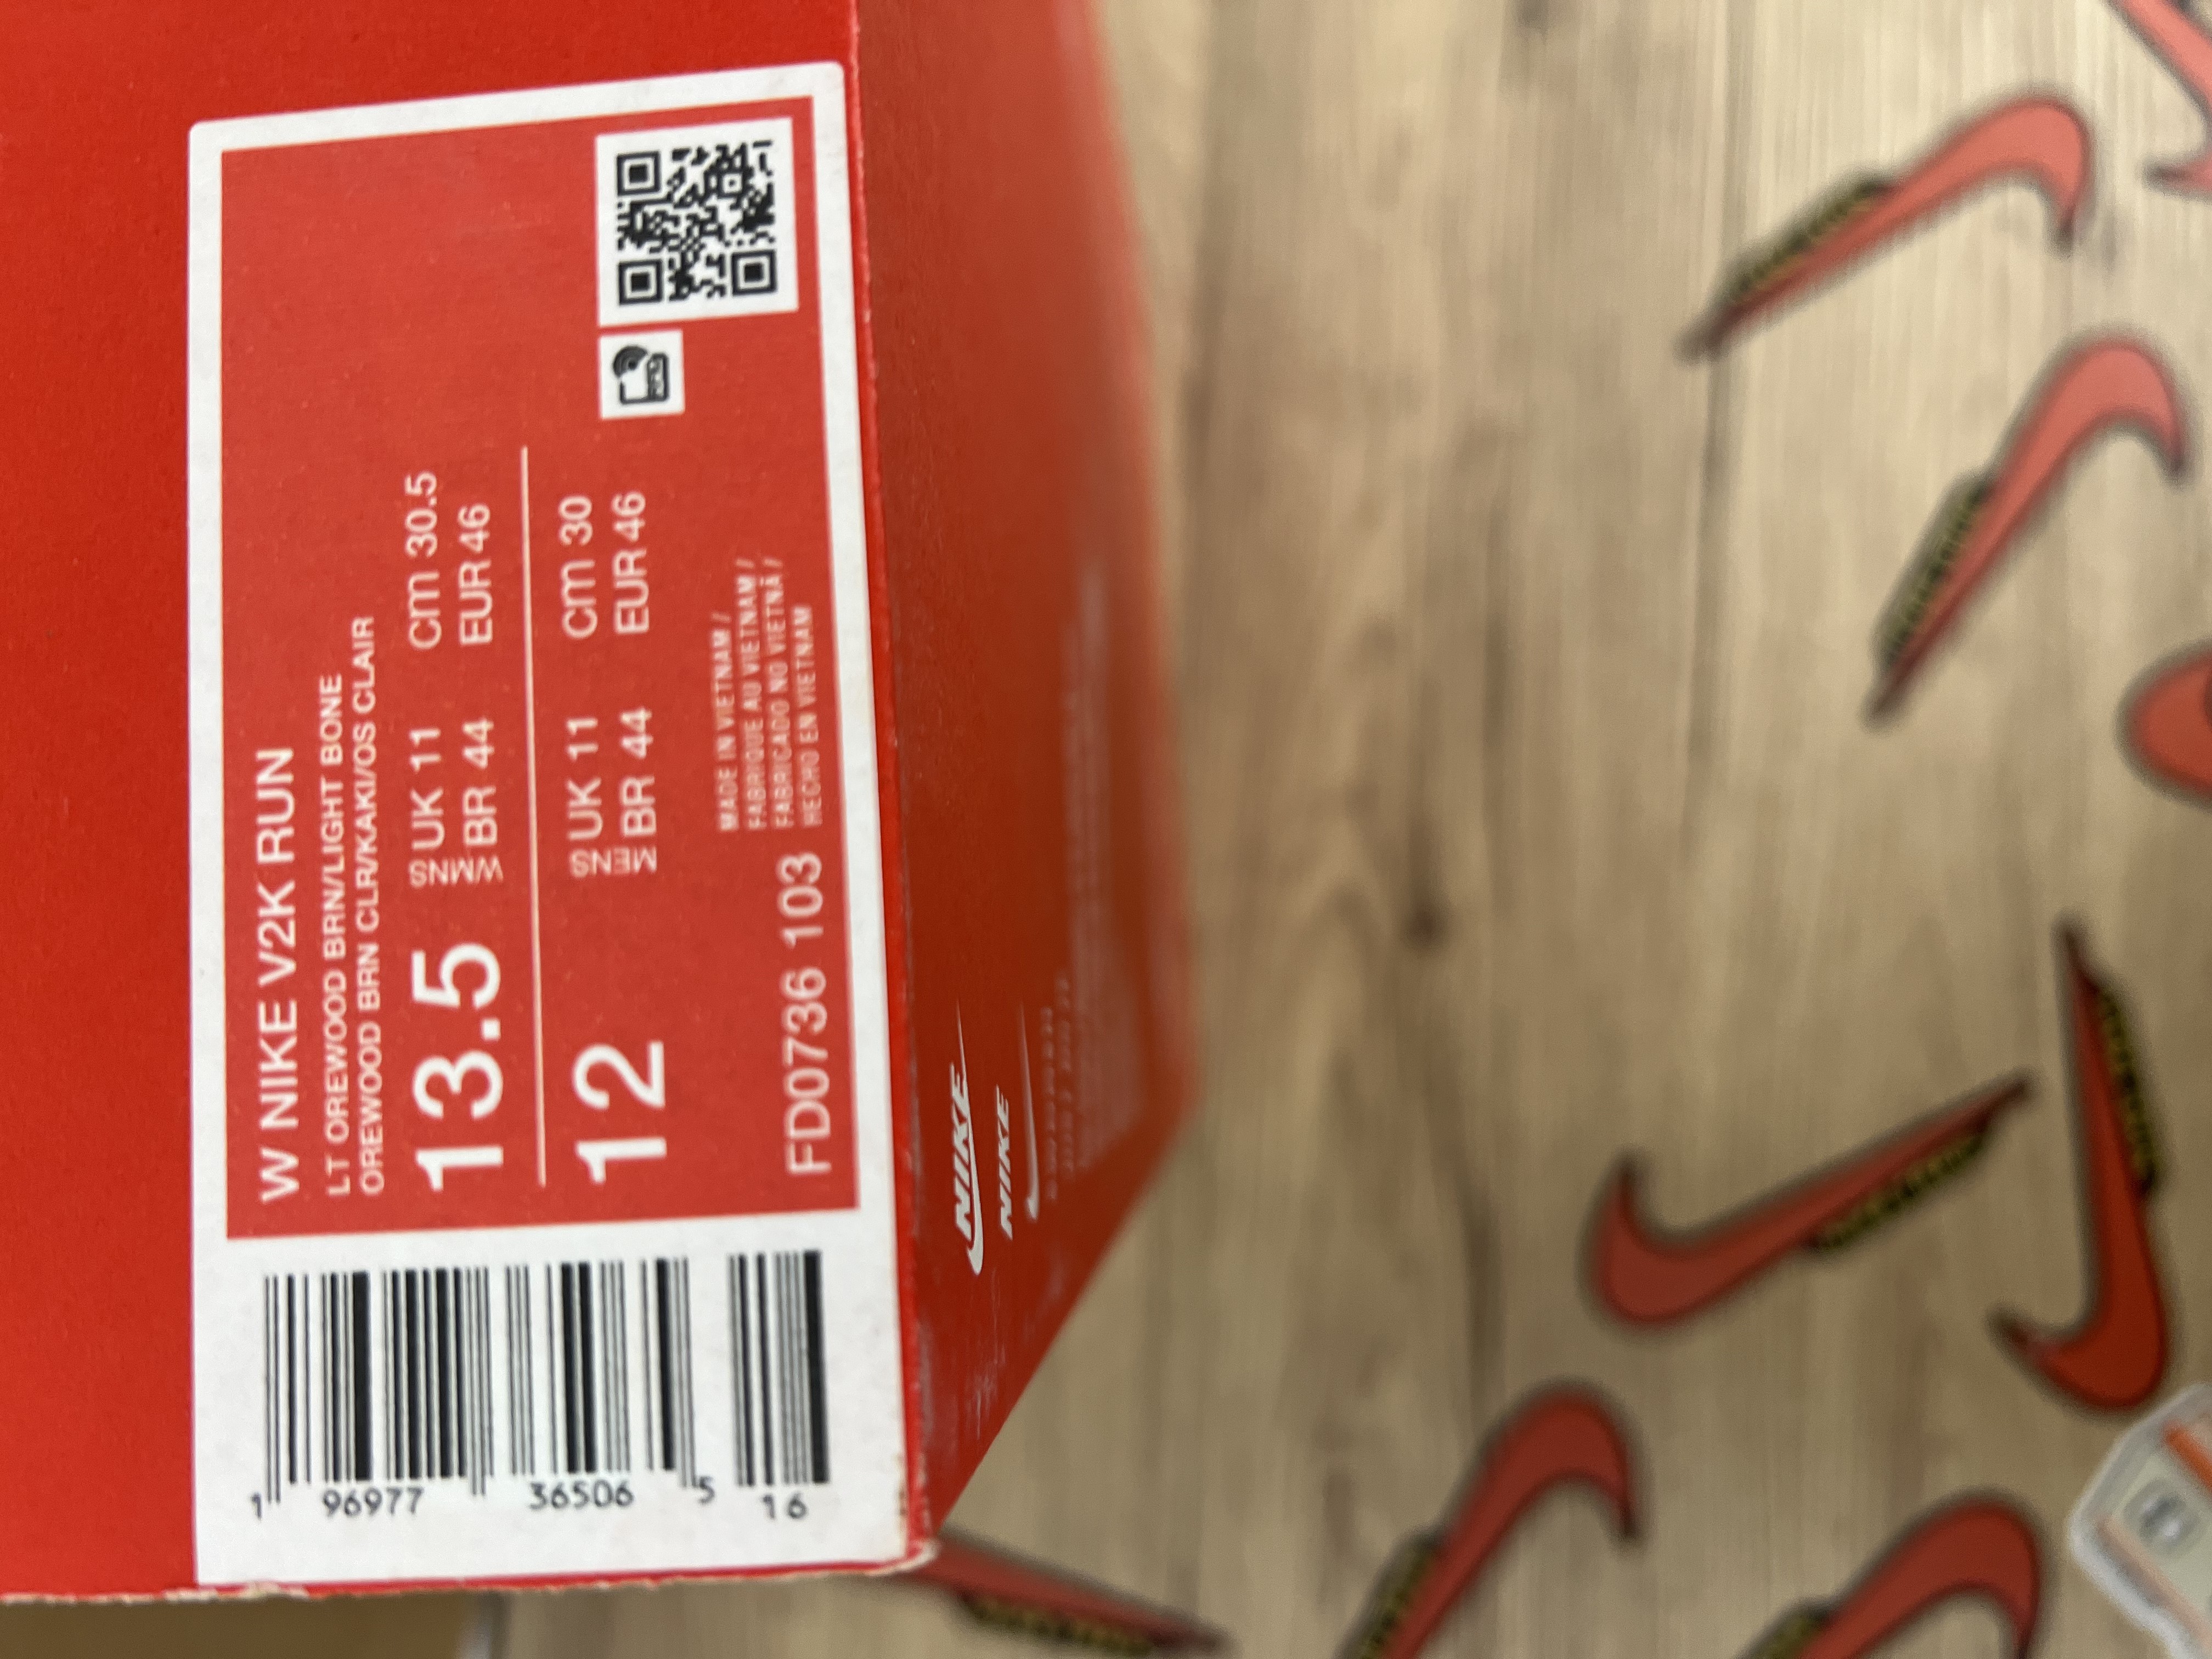 W NIKE V2K RUN
LT OREWOOD BRN/LIGHT BONE
OREWOOD BRN CLR/KAKI/OS CLAIR
13.5 WMNS UK 11 Cm 30.5
BR 44 EUR 46
12 MENS UK 11 Cm 30
BR 44 EUR 46
MADE IN VIETNAM /
FABRIQUE AU VIETNAM /
FABRICADO NO VIETNÃ /
HECHO EN VIETNAM
FD0736 103
1 96977 36506 5 16
NIKE
NIKE